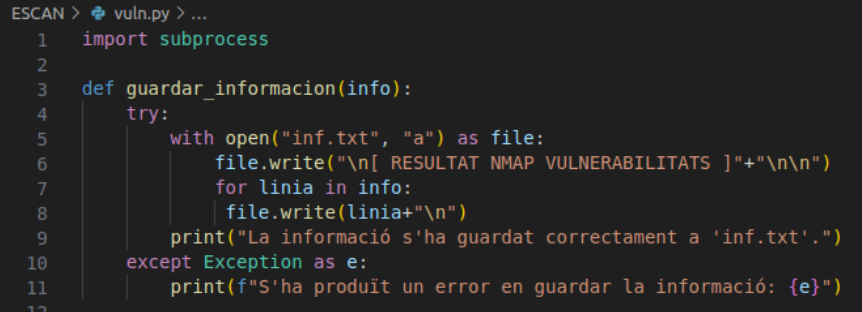 ESCAN > vuln.py > ...
1 import subprocess
2
3 def guardar_informacion(info):
4 try:
5 with open("inf.txt", "a") as file:
6 file.write("\n[ RESULTAT NMAP VULNERABILITATS ]"+"\n\n")
7 for linia in info:
8 file.write(linia+"\n")
9 print("La informació s'ha guardat correctament a 'inf.txt'.")
10 except Exception as e:
11 print(f"S'ha produït un error en guardar la informació: {e}")
12